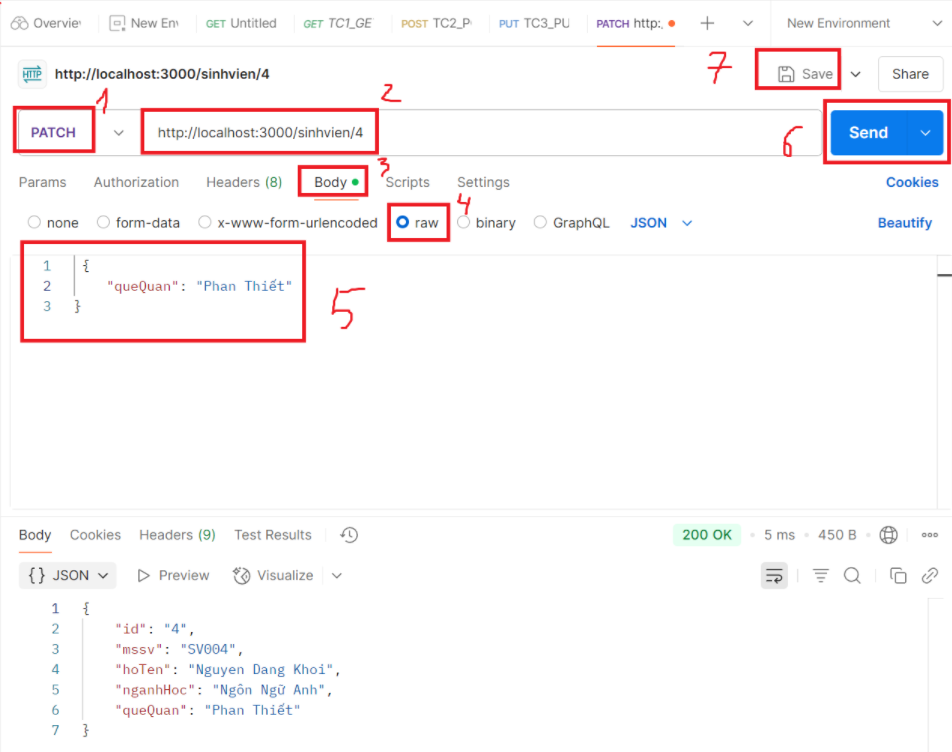 Overvie New En GET Untitled GET TC1_GE POST TC2_P PUT TC3_PU PATCH http:, New Environment
7
HTTP http://localhost:3000/sinhvien/4 Save Share
1 2
PATCH http://localhost:3000/sinhvien/4 6 Send
3
Params Authorization Headers (8) Body Scripts Settings Cookies
4
none form-data x-www-form-urlencoded raw binary GraphQL JSON Beautify
1 {
2 "queQuan": "Phan Thiết"
3 }
5
Body Cookies Headers (9) Test Results 200 OK 5 ms 450 B
{} JSON Preview Visualize
1 {
2 "id": "4",
3 "mssv": "SV004",
4 "hoTen": "Nguyen Dang Khoi",
5 "nganhHoc": "Ngôn Ngữ Anh",
6 "queQuan": "Phan Thiết"
7 }